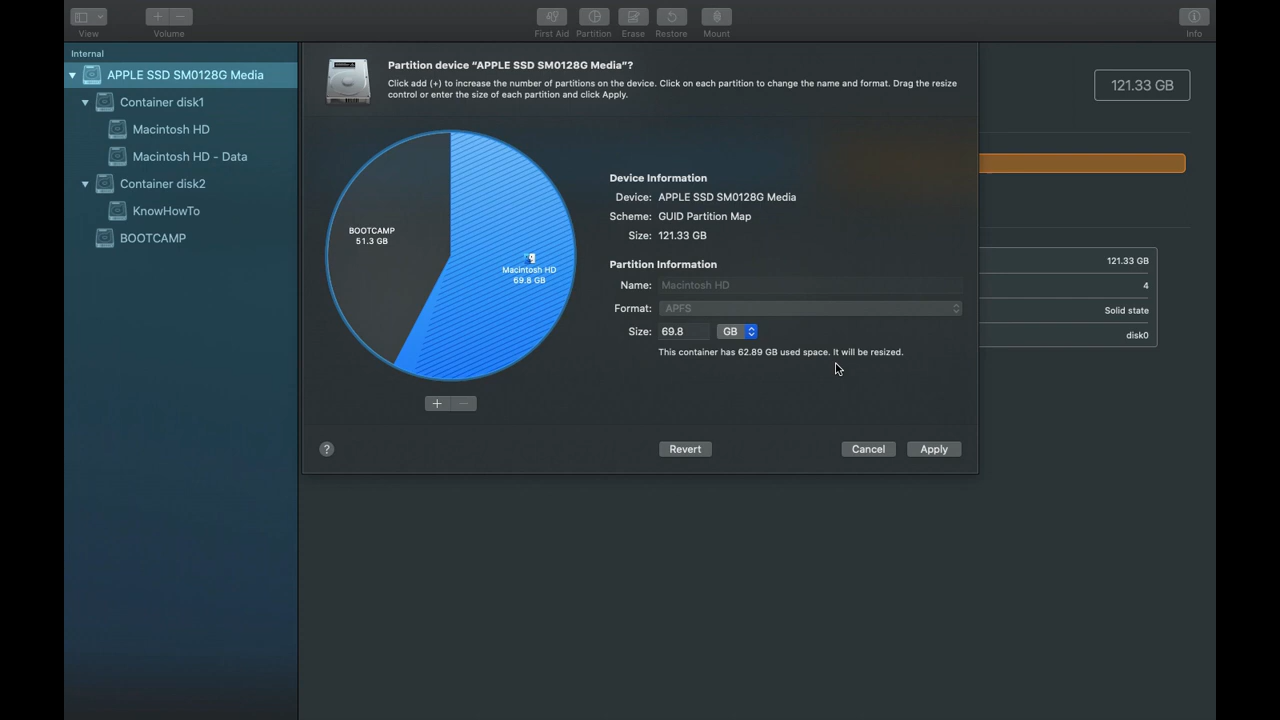 View
Volume
First Aid
Partition
Erase
Restore
Mount
Info
Internal
APPLE SSD SM0128G Media
Container disk1
Macintosh HD
Macintosh HD - Data
Container disk2
KnowHowTo
BOOTCAMP
Partition device “APPLE SSD SM0128G Media”?
Click add (+) to increase the number of partitions on the device. Click on each partition to change the name and format. Drag the resize
control or enter the size of each partition and click Apply.
121.33 GB
BOOTCAMP
51.3 GB
Macintosh HD
69.8 GB
Device Information
Device: APPLE SSD SM0128G Media
Scheme: GUID Partition Map
Size: 121.33 GB
Partition Information
Name: Macintosh HD
Format: APFS
Size: 69.8 GB
This container has 62.89 GB used space. It will be resized.
121.33 GB
4
Solid state
disk0
+ −
? Revert Cancel Apply